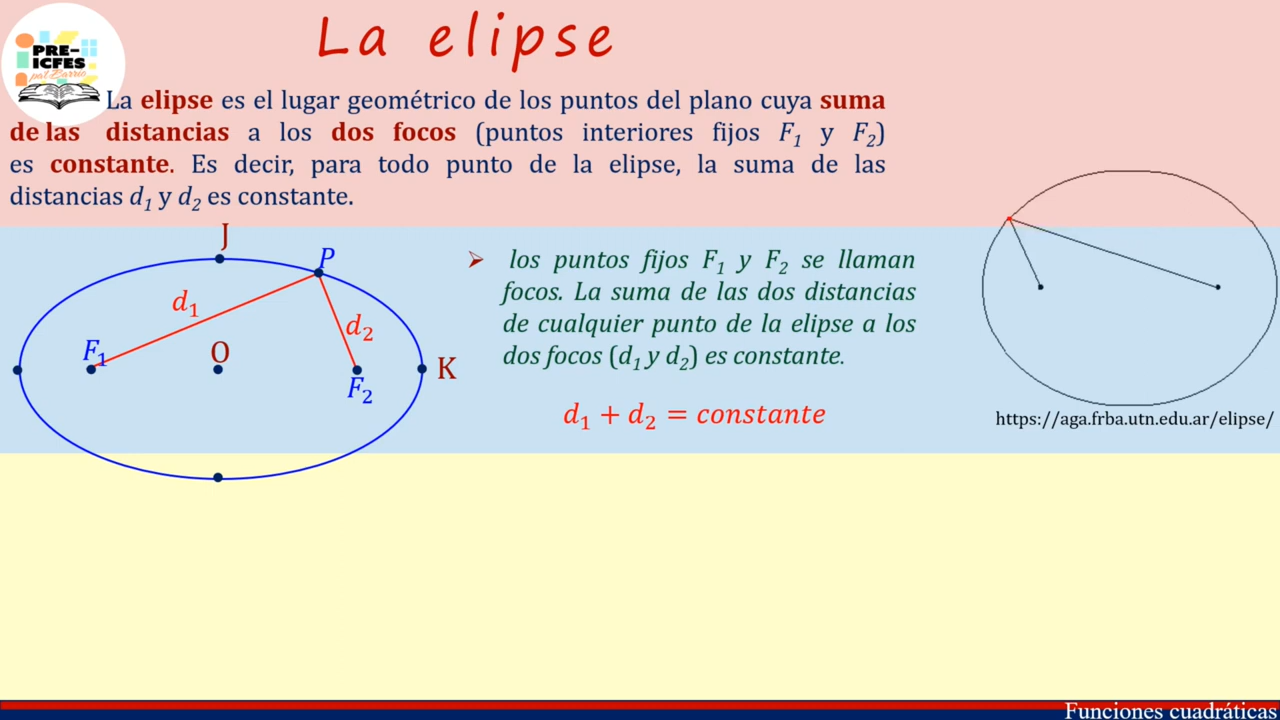 La elipse
PRE-
ICFES
pal Barrio
La elipse es el lugar geométrico de los puntos del plano cuya suma
de las distancias a los dos focos (puntos interiores fijos F₁ y F₂)
es constante. Es decir, para todo punto de la elipse, la suma de las
distancias d₁ y d₂ es constante.
J
P
d₁
d₂
F₁
O
F₂
K
los puntos fijos F₁ y F₂ se llaman
focos. La suma de las dos distancias
de cualquier punto de la elipse a los
dos focos (d₁ y d₂) es constante.
d₁ + d₂ = constante
https://aga.frba.utn.edu.ar/elipse/
Funciones cuadráticas